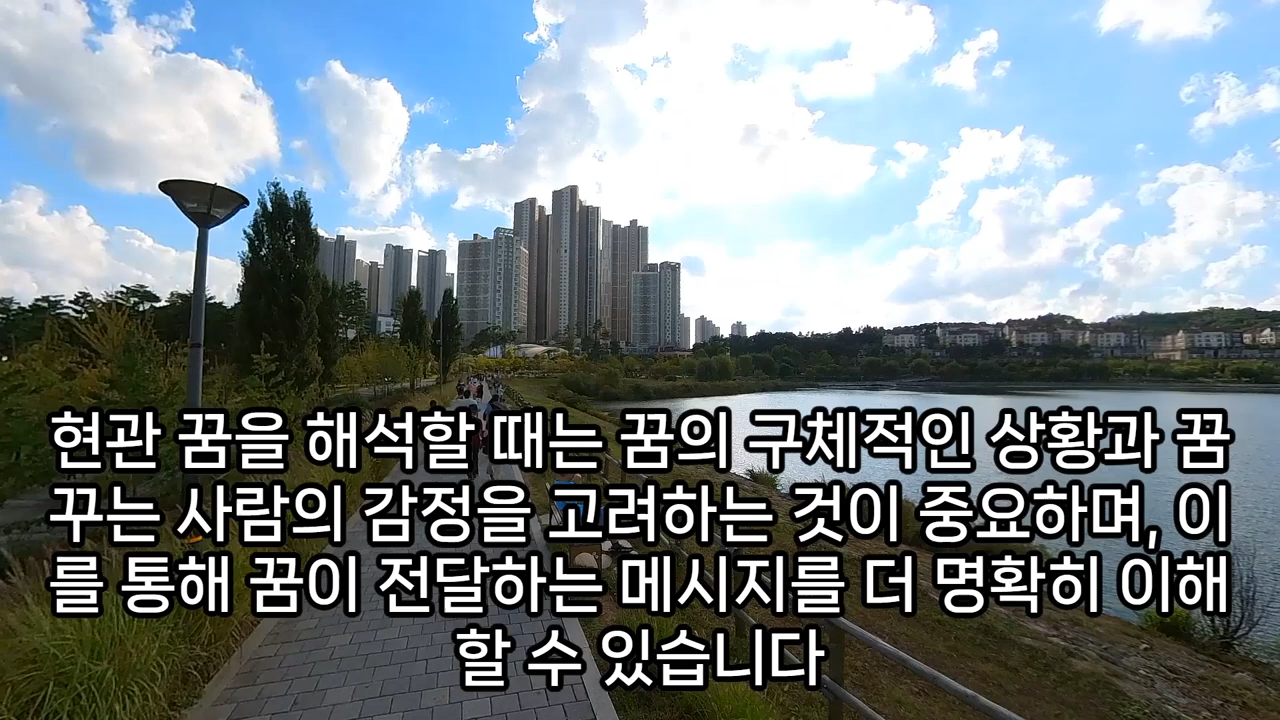 현관 꿈을 해석할 때는 꿈의 구체적인 상황과 꿈
꾸는 사람의 감정을 고려하는 것이 중요하며, 이
를 통해 꿈이 전달하는 메시지를 더 명확히 이해
할 수 있습니다